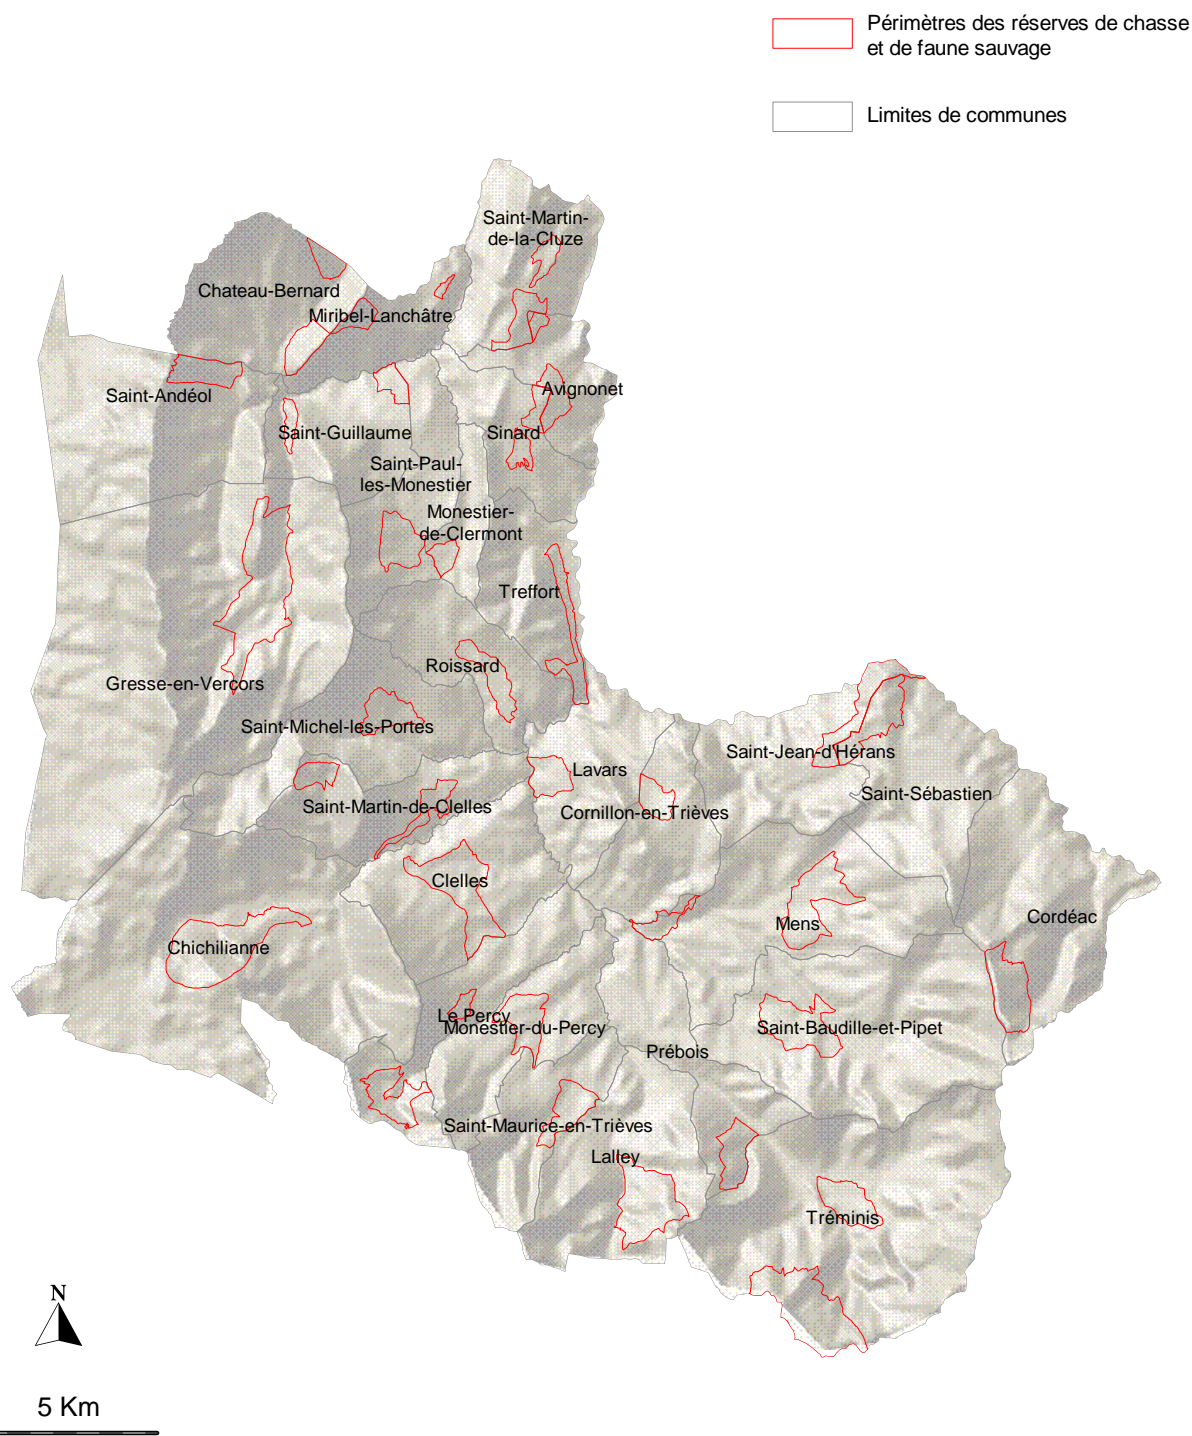 Périmètres des réserves de chasse
et de faune sauvage
Limites de communes
Saint-Martin-
de-la-Cluze
Chateau-Bernard
Miribel-Lanchâtre
Saint-Andéol
Avignonet
Saint-Guillaume
Sinard
Saint-Paul-
les-Monestier
Monestier-
de-Clermont
Treffort
Roissard
Gresse-en-Vercors
Saint-Michel-les-Portes
Saint-Jean-d'Hérans
Lavars
Saint-Sébastien
Saint-Martin-de-Clelles
Cornillon-en-Trièves
Clelles
Mens
Cordéac
Chichilianne
Le Percy
Monestier-du-Percy
Saint-Baudille-et-Pipet
Prébois
Saint-Maurice-en-Trièves
Lalley
Tréminis
N
5 Km